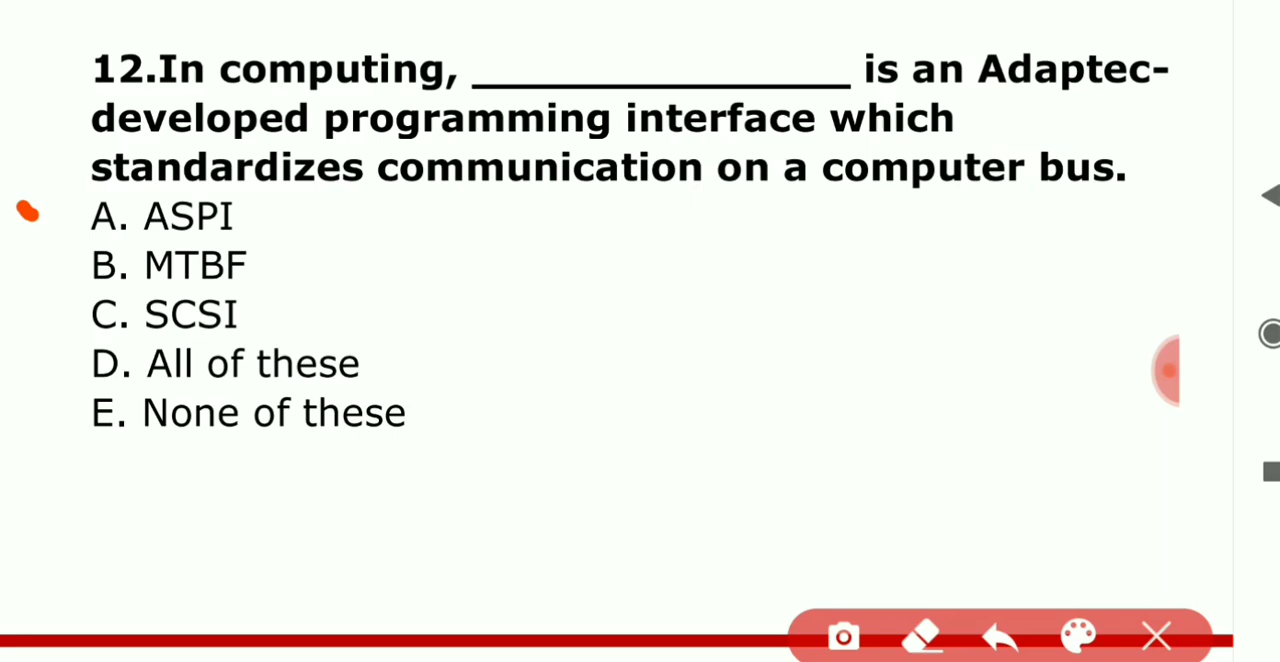 12.In computing, __________________ is an Adaptec-
developed programming interface which
standardizes communication on a computer bus.
A. ASPI
B. MTBF
C. SCSI
D. All of these
E. None of these